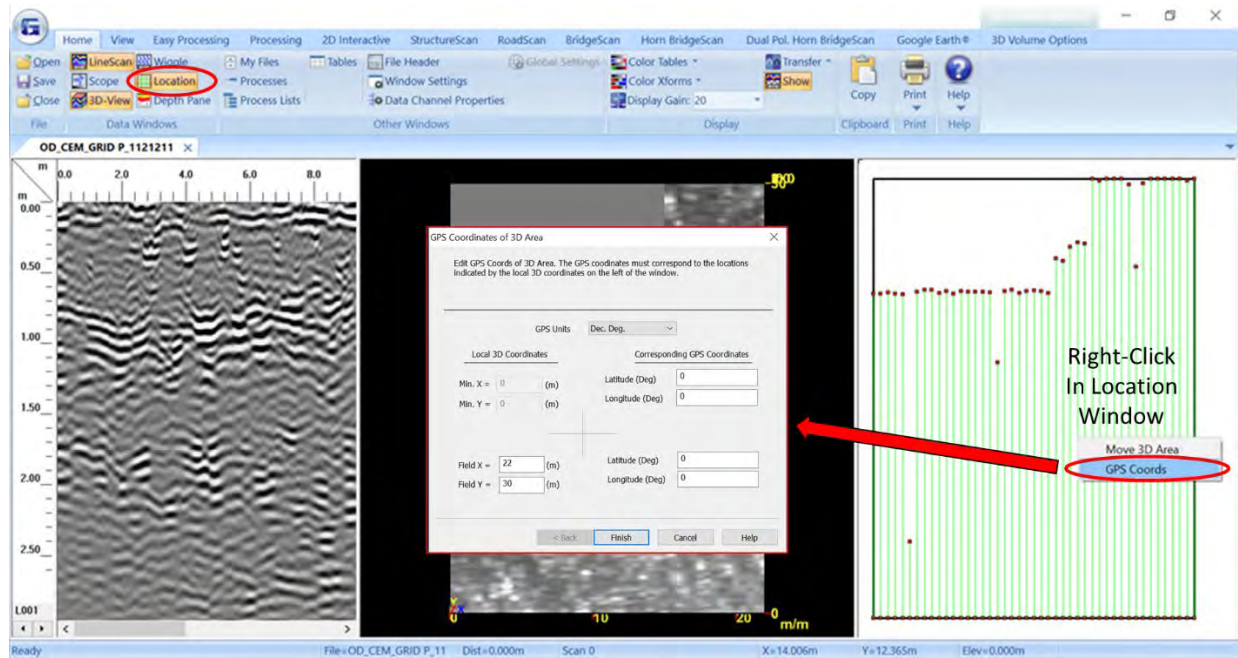 Home View Easy Processing Processing 2D Interactive StructureScan RoadScan BridgeScan Horn BridgeScan Dual Pol. Horn BridgeScan Google Earth® 3D Volume Options
Open LineScan Wiggle My Files Tables File Header Global Settings Color Tables Transfer
Save Scope Location Processes Window Settings Color Xforms Show Copy Print Help
Close 3D-View Depth Pane Process Lists Data Channel Properties Display Gain: 20
File Data Windows Other Windows Display Clipboard Print Help
OD_CEM_GRID P_1121211
m 0.0 2.0 4.0 6.0 8.0
m
0.00
0.50
1.00
1.50
2.00
2.50
L001
GPS Coordinates of 3D Area
Edit GPS Coords of 3D Area. The GPS coodinates must correspond to the locations
indicated by the local 3D coordinates on the left of the window.
GPS Units Dec. Deg.
Local 3D Coordinates Corresponding GPS Coordinates
Min. X = 0 (m) Latitude (Deg) 0
Min. Y = 0 (m) Longitude (Deg) 0
Field X = 22 (m) Latitude (Deg) 0
Field Y = 30 (m) Longitude (Deg) 0
< Back Finish Cancel Help
0 10 20 0
m/m
Right-Click
In Location
Window
Move 3D Area
GPS Coords
Ready File=OD_CEM_GRID P_11 Dist=0.000m Scan 0 X=14.006m Y=12.365m Elev=0.000m